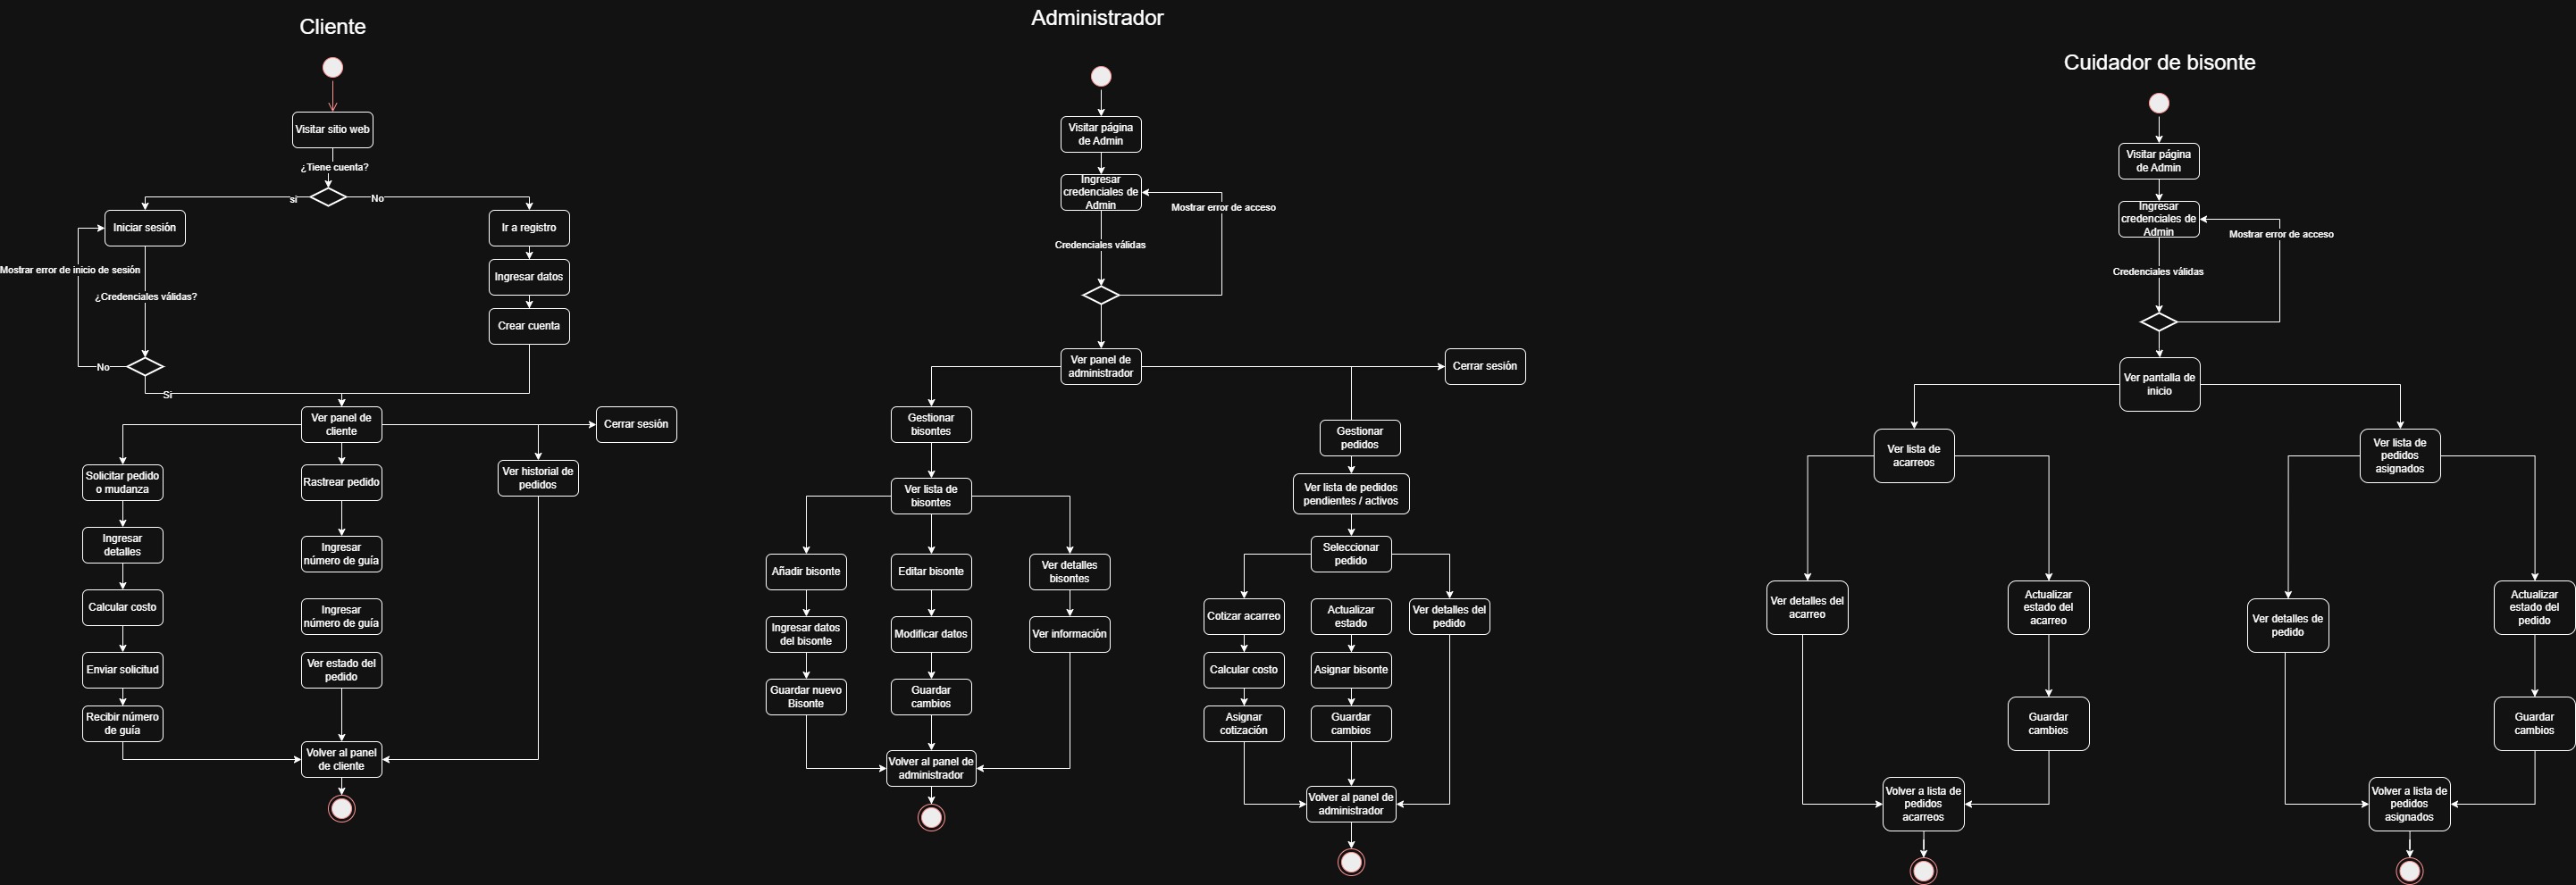 Cliente
Visitar sitio web
¿Tiene cuenta?
si
No
Iniciar sesión
Ir a registro
Mostrar error de inicio de sesión
Ingresar datos
¿Credenciales válidas?
Crear cuenta
No
Si
Ver panel de
cliente
Cerrar sesión
Solicitar pedido
o mudanza
Rastrear pedido
Ver historial de
pedidos
Ingresar
detalles
Ingresar
número de guía
Calcular costo
Ingresar
número de guía
Enviar solicitud
Ver estado del
pedido
Recibir número
de guía
Volver al panel
de cliente
Administrador
Visitar página
de Admin
Ingresar
credenciales de
Admin
Mostrar error de acceso
Credenciales válidas
Ver panel de
administrador
Cerrar sesión
Gestionar
bisontes
Gestionar
pedidos
Ver lista de
bisontes
Ver lista de pedidos
pendientes / activos
Seleccionar
pedido
Añadir bisonte
Editar bisonte
Ver detalles
bisontes
Cotizar acarreo
Actualizar
estado
Ver detalles del
pedido
Ingresar datos
del bisonte
Modificar datos
Ver información
Calcular costo
Asignar bisonte
Guardar nuevo
Bisonte
Guardar
cambios
Asignar
cotización
Guardar
cambios
Volver al panel de
administrador
Volver al panel de
administrador
Cuidador de bisonte
Visitar página
de Admin
Ingresar
credenciales de
Admin
Mostrar error de acceso
Credenciales válidas
Ver pantalla de
inicio
Ver lista de
acarreos
Ver lista de
pedidos
asignados
Ver detalles del
acarreo
Actualizar
estado del
acarreo
Ver detalles de
pedido
Actualizar
estado del
pedido
Guardar
cambios
Guardar
cambios
Volver a lista de
pedidos
acarreos
Volver a lista de
pedidos
asignados